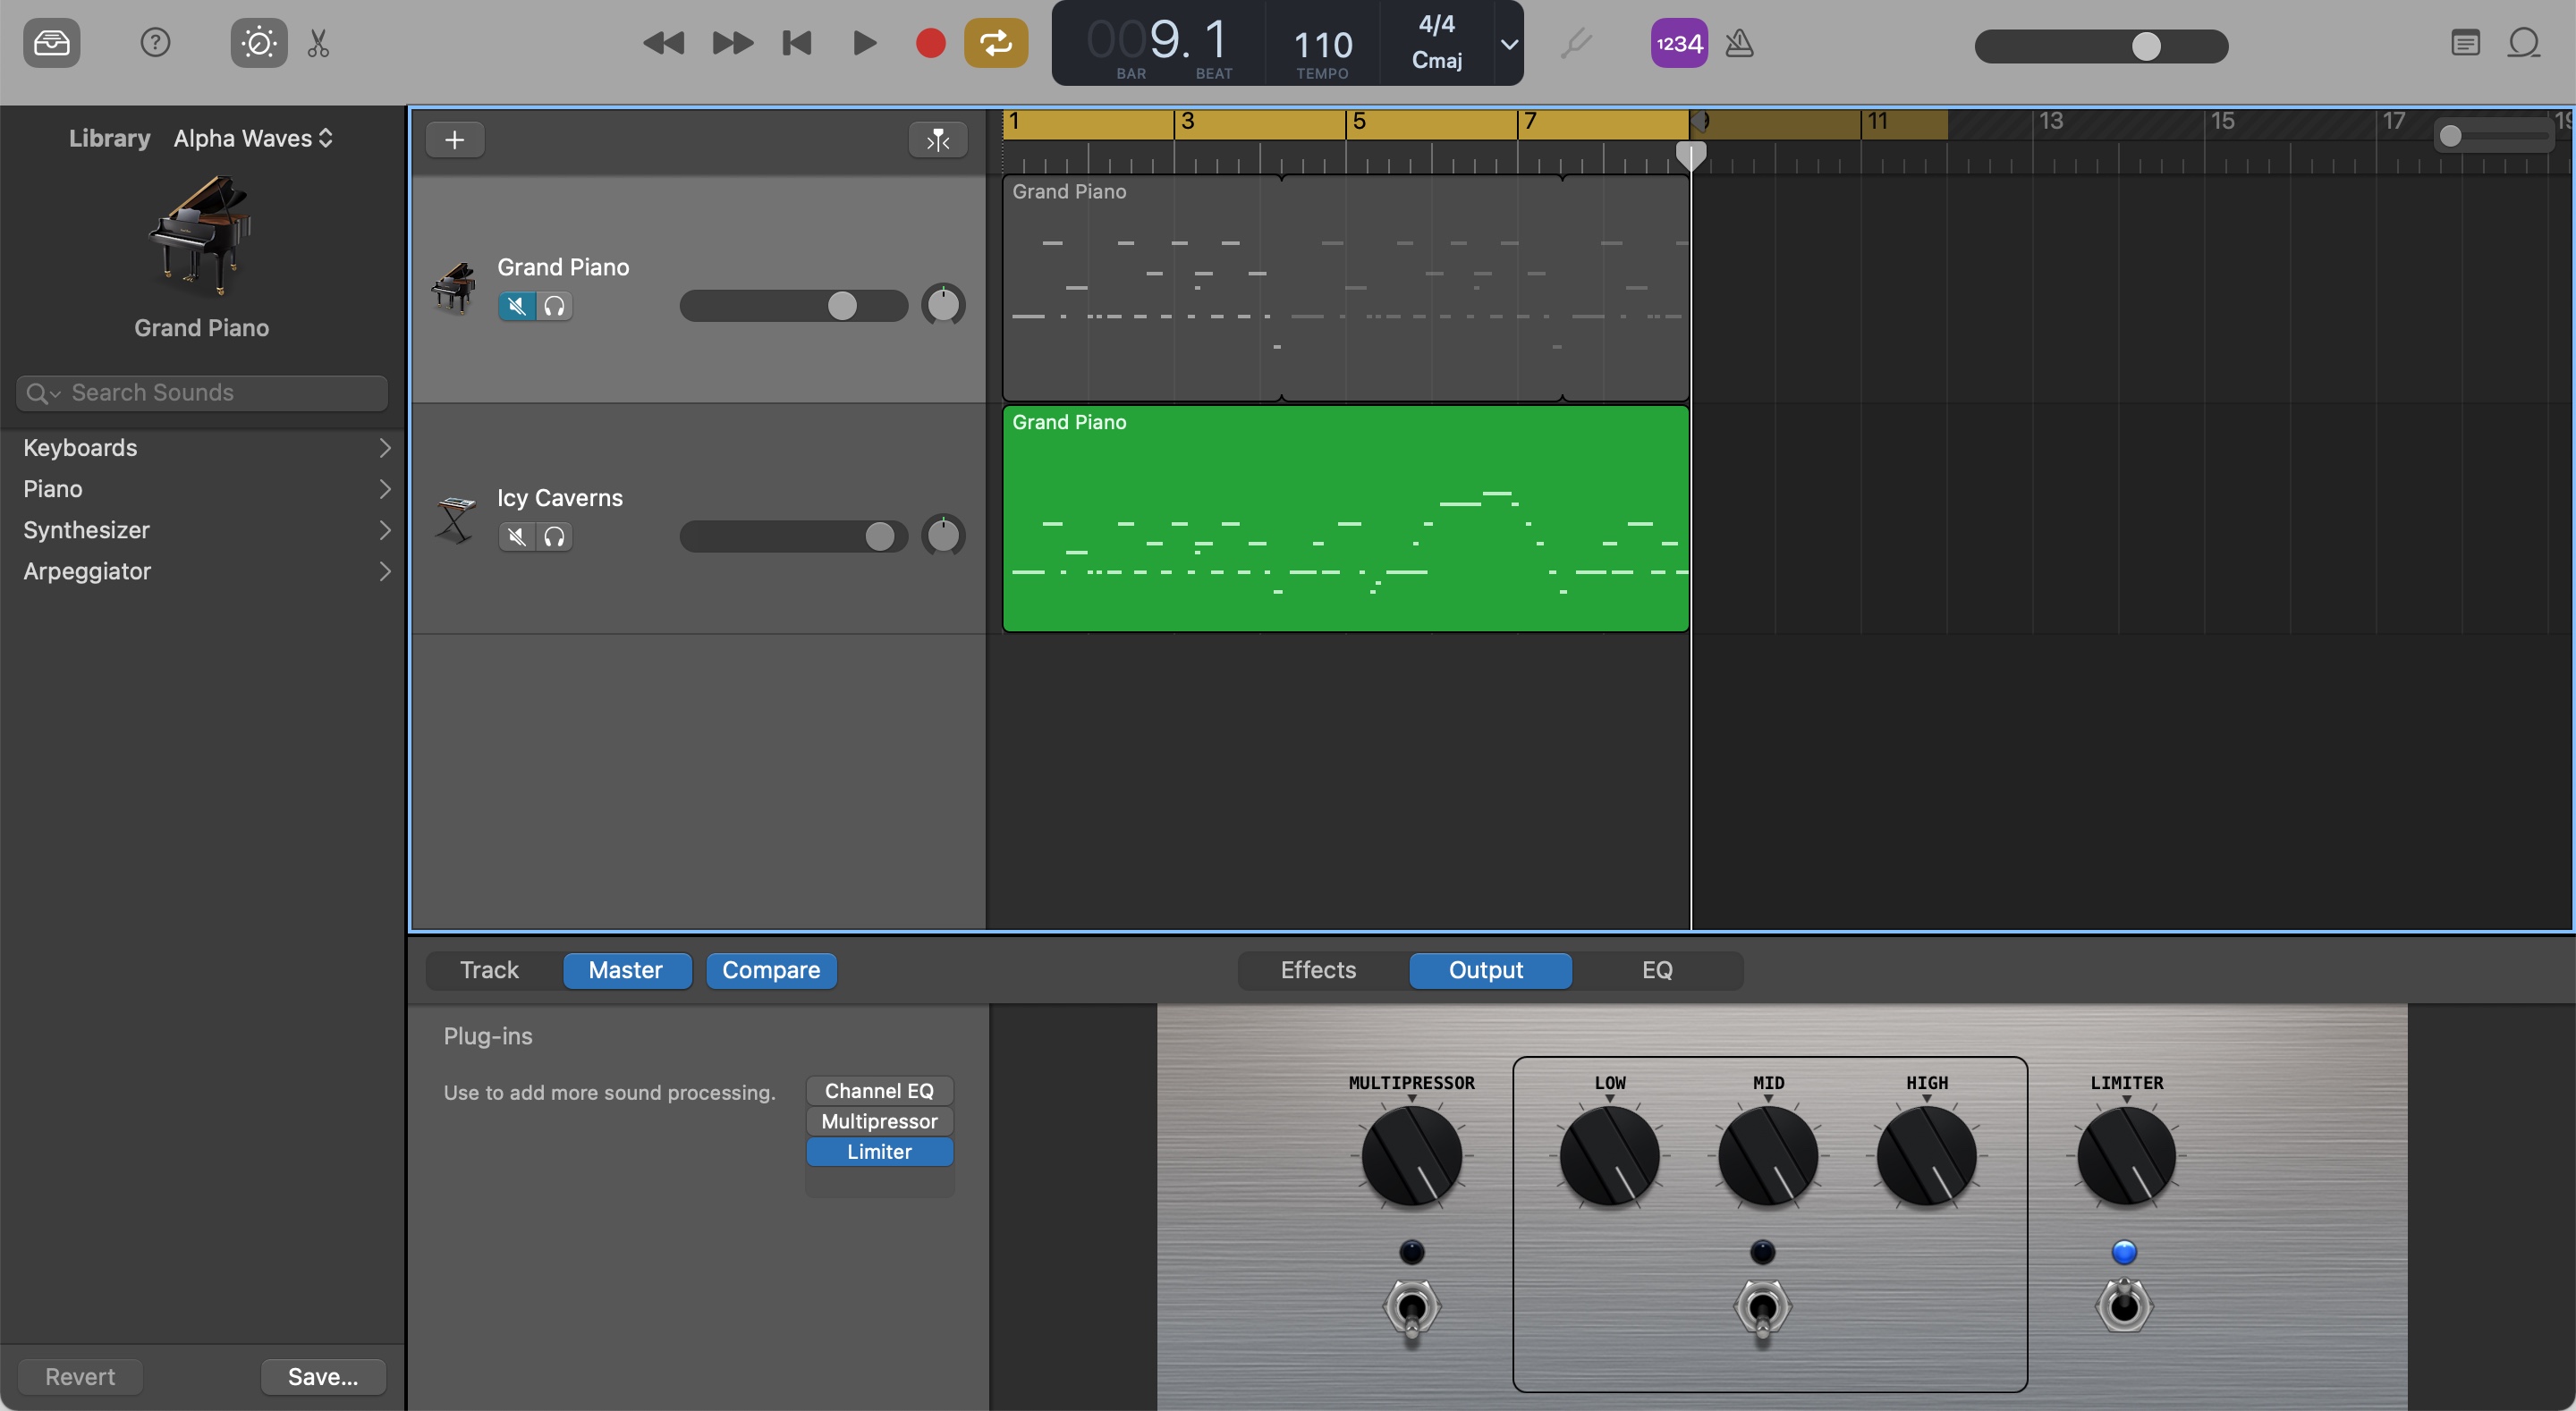 009. 1
BAR
BEAT
110
TEMPO
4/4
Cmaj
1234
Library
Alpha Waves
Grand Piano
Search Sounds
Keyboards
Piano
Synthesizer
Arpeggiator
Revert
Save...
1
3
5
7
11
13
15
17
Grand Piano
Grand Piano
Icy Caverns
Grand Piano
Track
Master
Compare
Effects
Output
EQ
Plug-ins
Use to add more sound processing.
Channel EQ
Multipressor
Limiter
MULTIPRESSOR
LOW
MID
HIGH
LIMITER